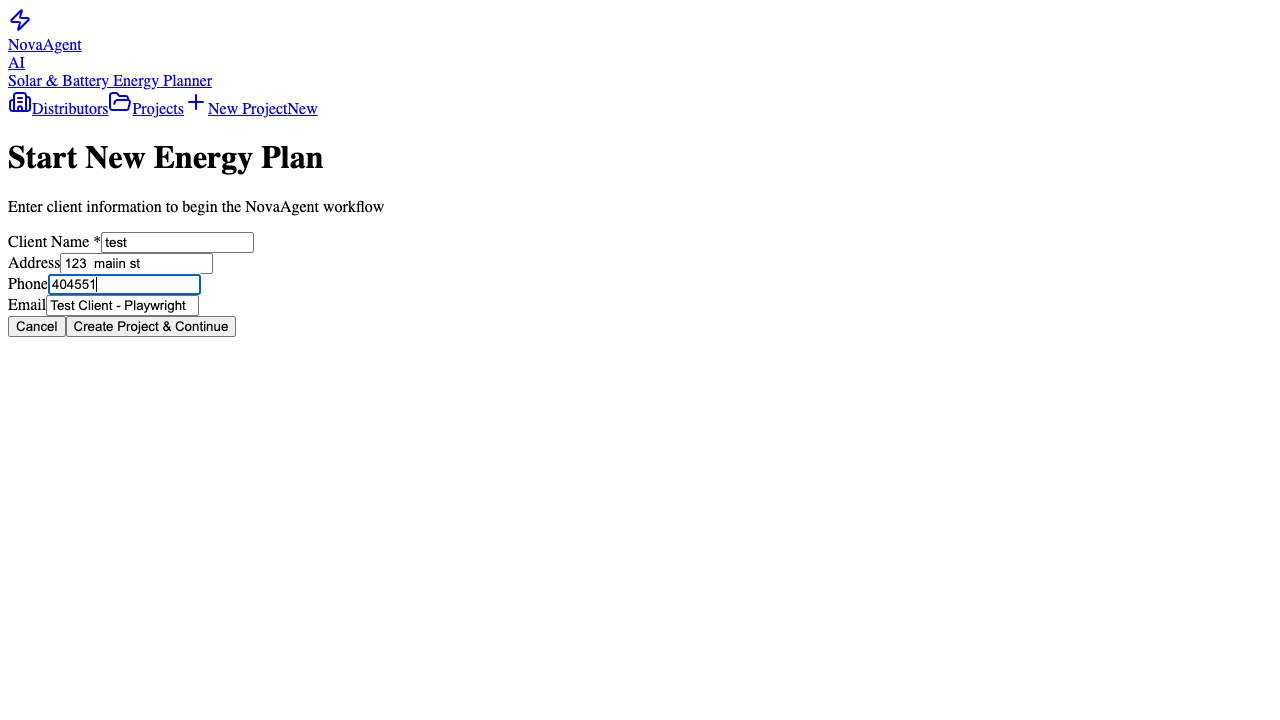 NovaAgent
AI
Solar & Battery Energy Planner
Distributors Projects New ProjectNew
Start New Energy Plan
Enter client information to begin the NovaAgent workflow
Client Name * test
Address 123  maiin st
Phone 404551
Email Test Client - Playwright
Cancel Create Project & Continue